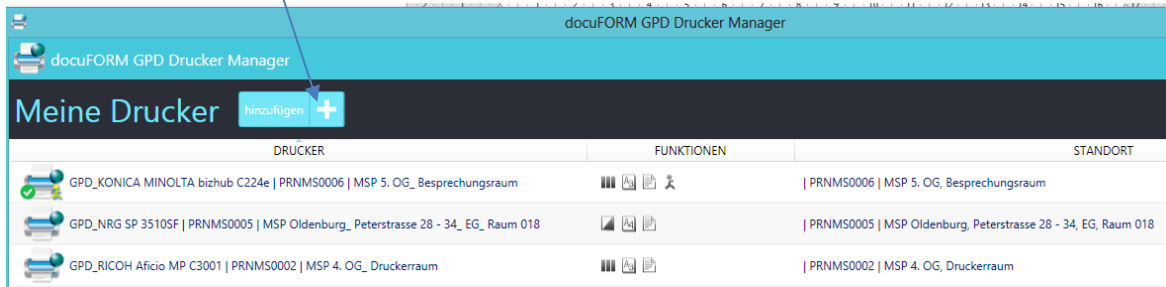 docuFORM GPD Drucker Manager
docuFORM GPD Drucker Manager
Meine Drucker hinzufügen
DRUCKER FUNKTIONEN STANDORT
GPD_KONICA MINOLTA bizhub C224e | PRNMS0006 | MSP 5. OG_ Besprechungsraum | PRNMS0006 | MSP 5. OG, Besprechungsraum
GPD_NRG SP 3510SF | PRNMS0005 | MSP Oldenburg_ Peterstrasse 28 - 34_ EG_ Raum 018 | PRNMS0005 | MSP Oldenburg, Peterstrasse 28 - 34, EG, Raum 018
GPD_RICOH Aficio MP C3001 | PRNMS0002 | MSP 4. OG_ Druckerraum | PRNMS0002 | MSP 4. OG, Druckerraum